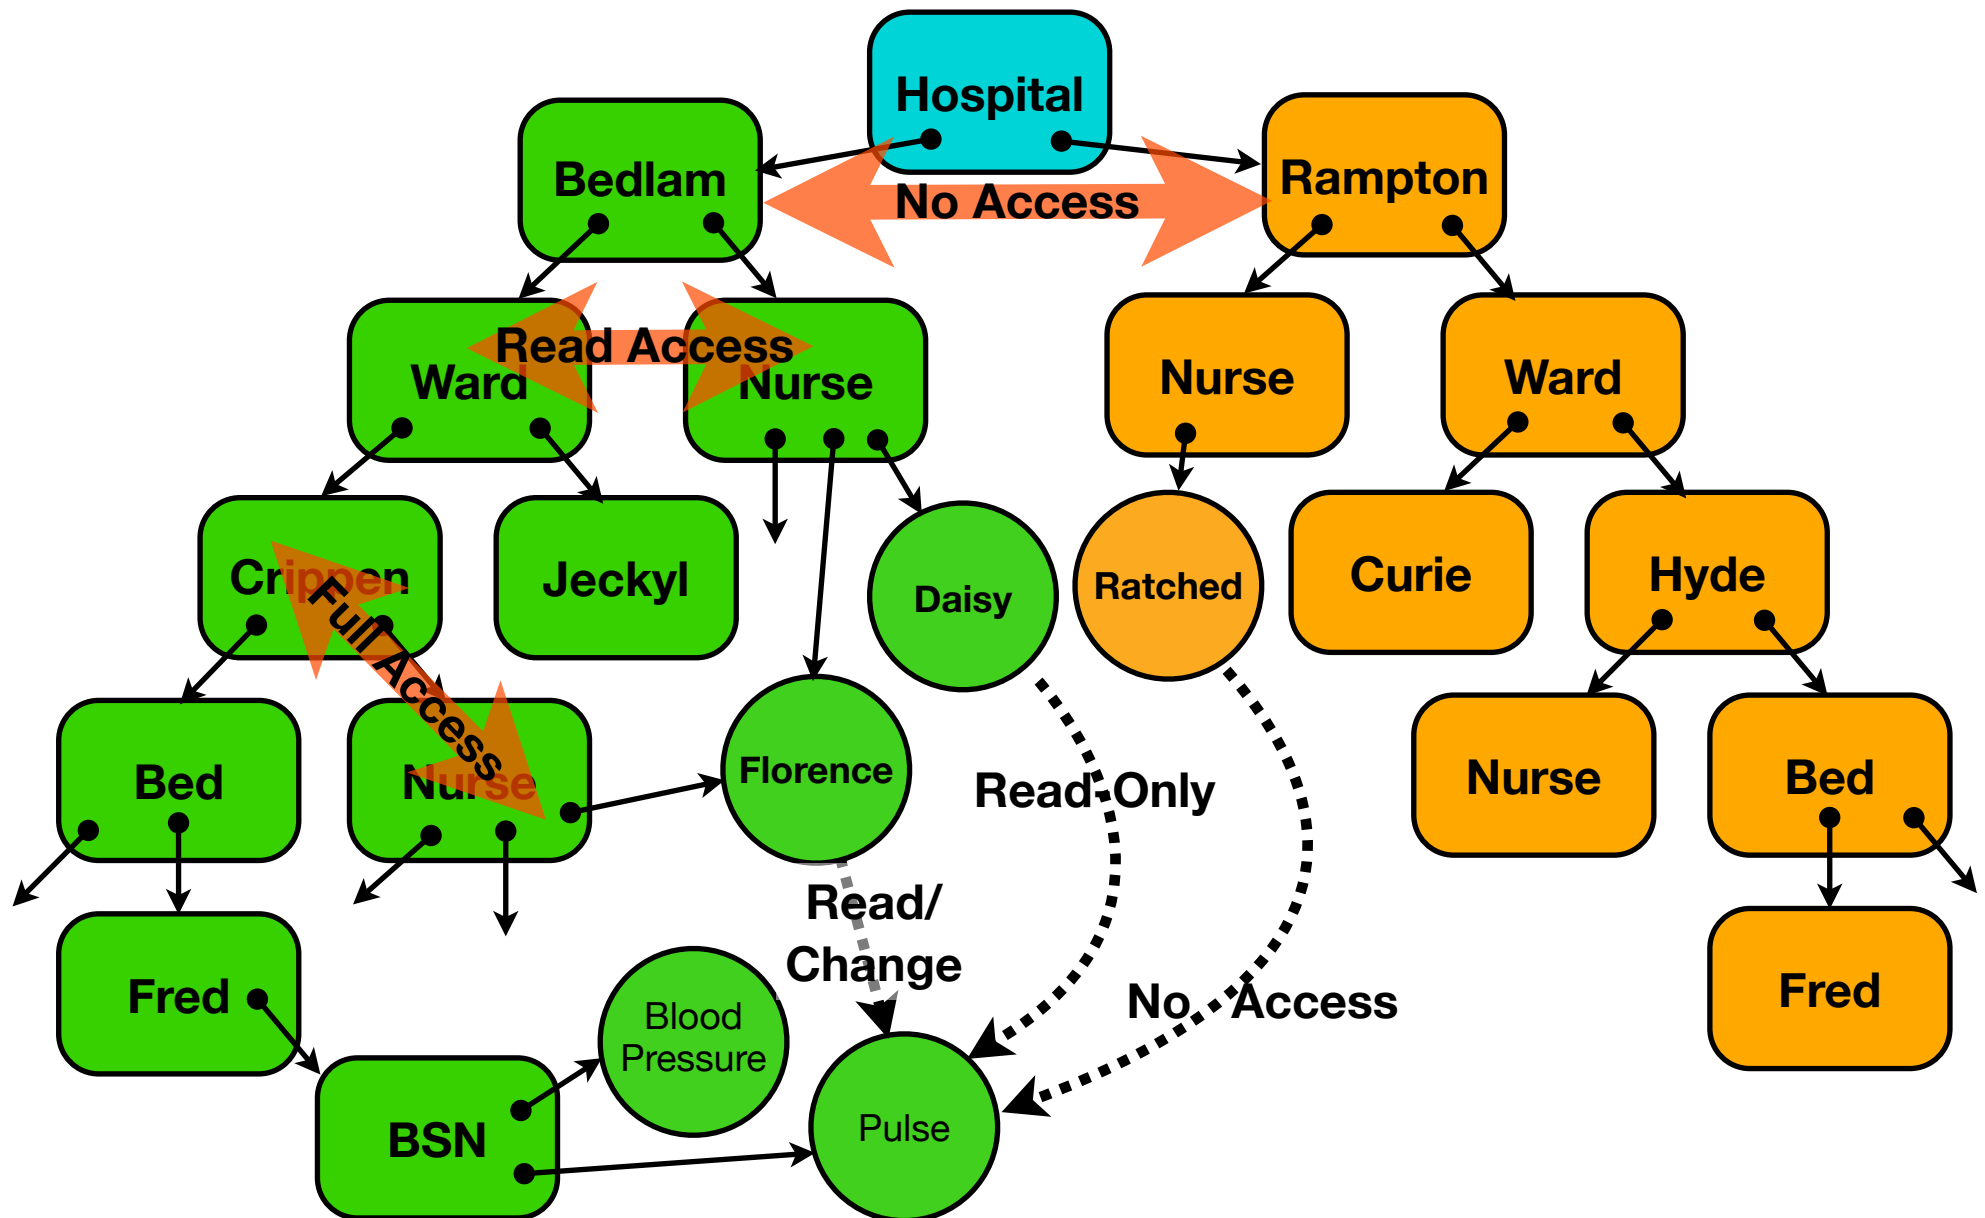 Hospital
Bedlam
Rampton
No Access
Read Access
Ward
Nurse
Nurse
Ward
Crippen
Jeckyl
Daisy
Ratched
Curie
Hyde
Full Access
Bed
Nurse
Florence
Read-Only
Nurse
Bed
Read/
Change
Fred
Blood
Pressure
No Access
Fred
BSN
Pulse